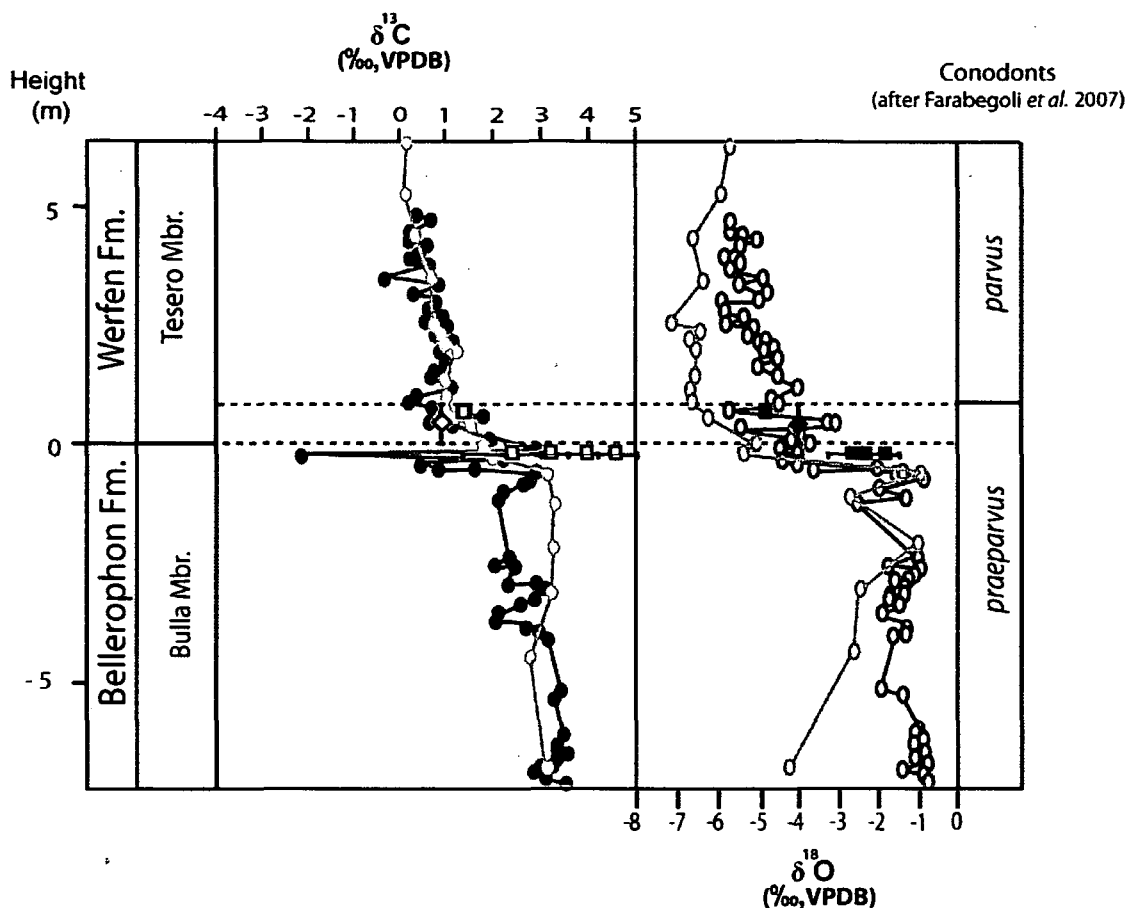 δ13C
(‰, VPDB)
Height
(m)
Conodonts
(after Farabegoli et al. 2007)
-4 -3 -2 -1 0 1 2 3 4 5
5
0
-5
Werfen Fm.
Tesero Mbr.
Bellerophon Fm.
Bulla Mbr.
parvus
praeparvus
-8 -7 -6 -5 -4 -3 -2 -1 0
δ18O
(‰, VPDB)